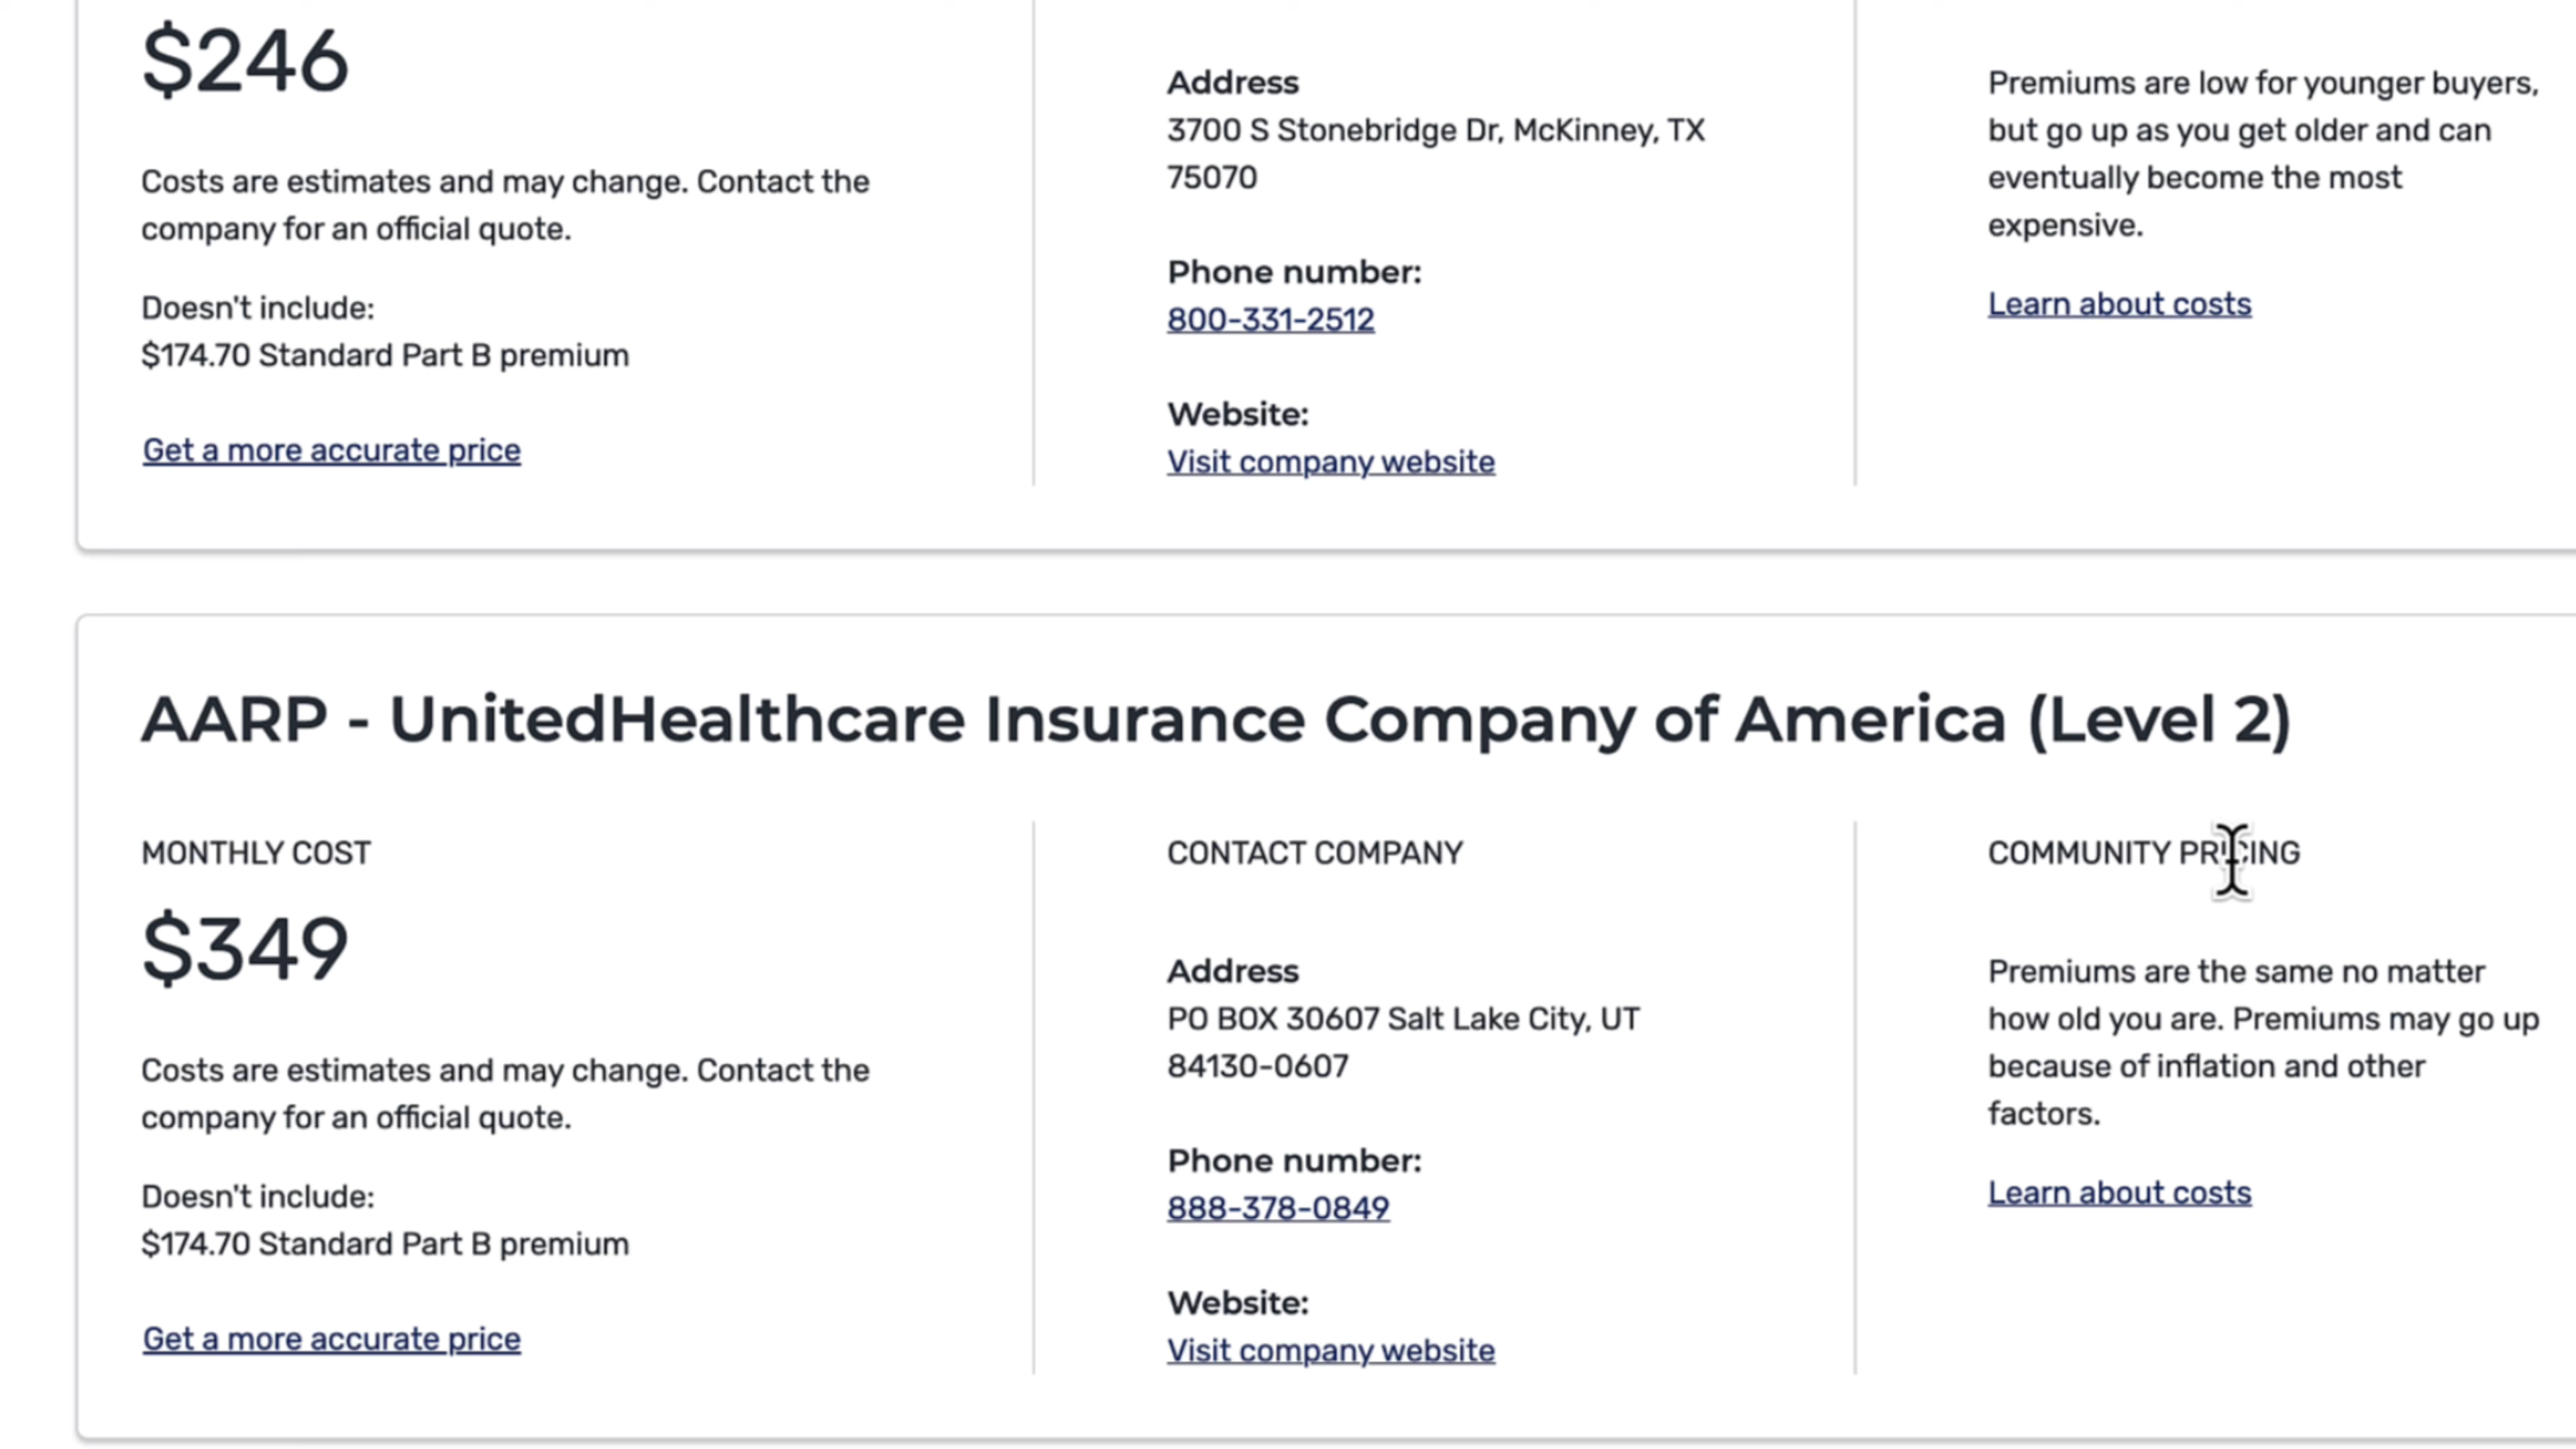 $246
Costs are estimates and may change. Contact the
company for an official quote.
Doesn't include:
$174.70 Standard Part B premium
Get a more accurate price
Address
3700 S Stonebridge Dr, McKinney, TX
75070
Phone number:
800-331-2512
Website:
Visit company website
Premiums are low for younger buyers,
but go up as you get older and can
eventually become the most
expensive.
Learn about costs
AARP - UnitedHealthcare Insurance Company of America (Level 2)
MONTHLY COST
$349
Costs are estimates and may change. Contact the
company for an official quote.
Doesn't include:
$174.70 Standard Part B premium
Get a more accurate price
CONTACT COMPANY
Address
PO BOX 30607 Salt Lake City, UT
84130-0607
Phone number:
888-378-0849
Website:
Visit company website
COMMUNITY PRICING
Premiums are the same no matter
how old you are. Premiums may go up
because of inflation and other
factors.
Learn about costs